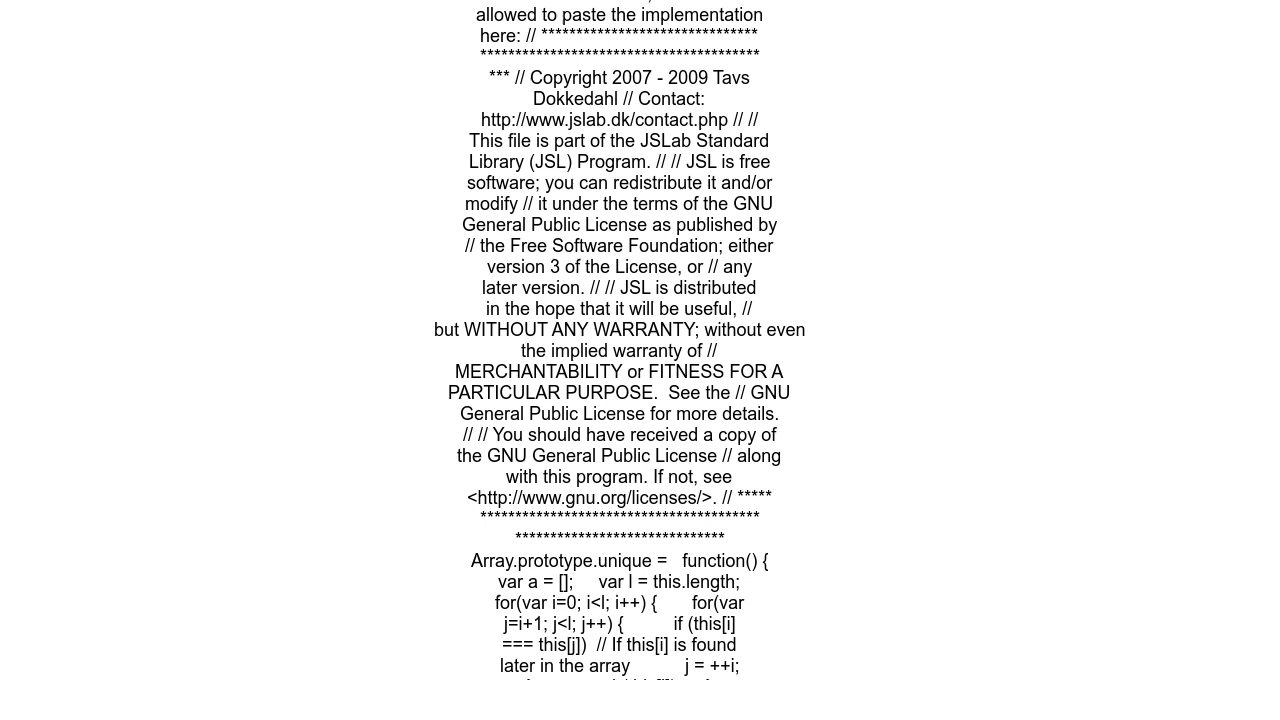 allowed to paste the implementation
here: // *******************************
****************************************
*** // Copyright 2007 - 2009 Tavs
Dokkedahl // Contact:
http://www.jslab.dk/contact.php // //
This file is part of the JSLab Standard
Library (JSL) Program. // // JSL is free
software; you can redistribute it and/or
modify // it under the terms of the GNU
General Public License as published by
// the Free Software Foundation; either
version 3 of the License, or // any
later version. // // JSL is distributed
in the hope that it will be useful, //
but WITHOUT ANY WARRANTY; without even
the implied warranty of //
MERCHANTABILITY or FITNESS FOR A
PARTICULAR PURPOSE.  See the // GNU
General Public License for more details.
// // You should have received a copy of
the GNU General Public License // along
with this program. If not, see
<http://www.gnu.org/licenses/>. // *****
****************************************
******************************
Array.prototype.unique =   function() {
var a = [];     var l = this.length;
for(var i=0; i<l; i++) {       for(var
j=i+1; j<l; j++) {          if (this[i]
=== this[j])  // If this[i] is found
later in the array           j = ++i;